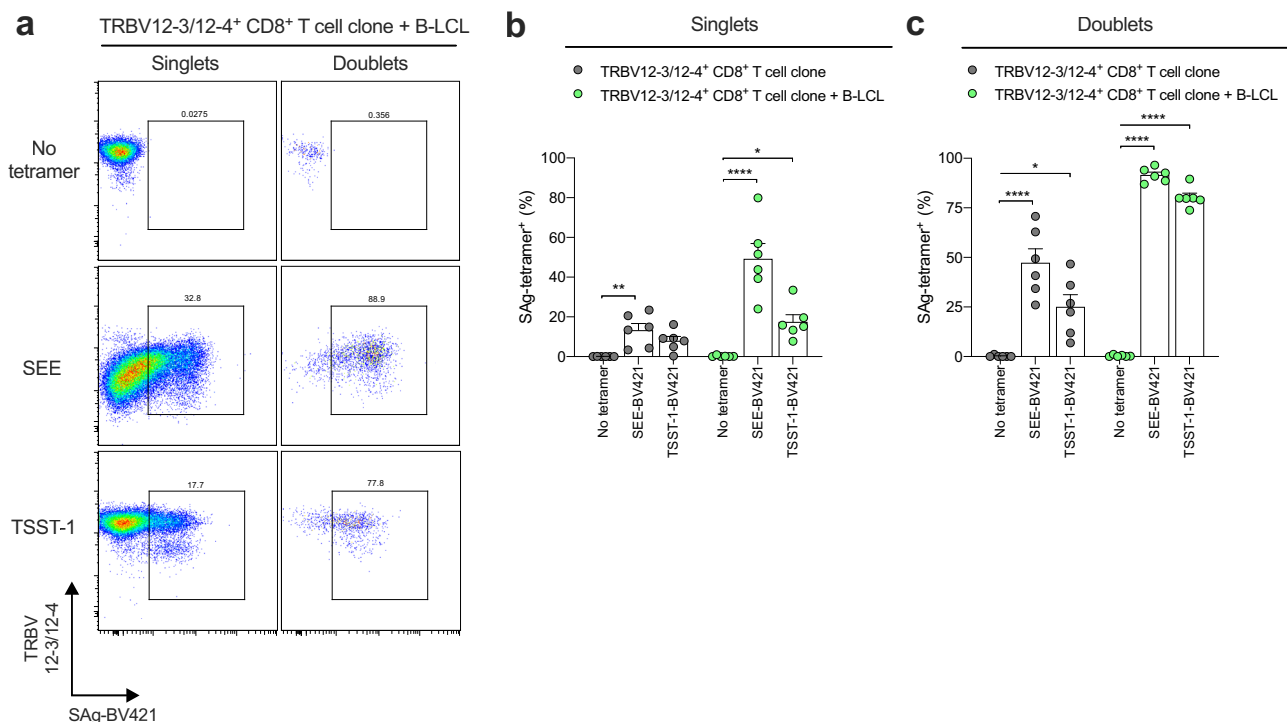 a
TRBV12-3/12-4⁺ CD8⁺ T cell clone + B-LCL
Singlets
Doublets
No
tetramer
0.0275
0.356
SEE
32.8
88.9
TSST-1
17.7
77.8
TRBV
12-3/12-4
SAg-BV421
b
Singlets
TRBV12-3/12-4⁺ CD8⁺ T cell clone
TRBV12-3/12-4⁺ CD8⁺ T cell clone + B-LCL
SAg-tetramer⁺ (%)
100
80
60
40
20
0
**
****
*
No tetramer
SEE-BV421
TSST-1-BV421
No tetramer
SEE-BV421
TSST-1-BV421
c
Doublets
TRBV12-3/12-4⁺ CD8⁺ T cell clone
TRBV12-3/12-4⁺ CD8⁺ T cell clone + B-LCL
SAg-tetramer⁺ (%)
100
75
50
25
0
****
*
****
****
No tetramer
SEE-BV421
TSST-1-BV421
No tetramer
SEE-BV421
TSST-1-BV421